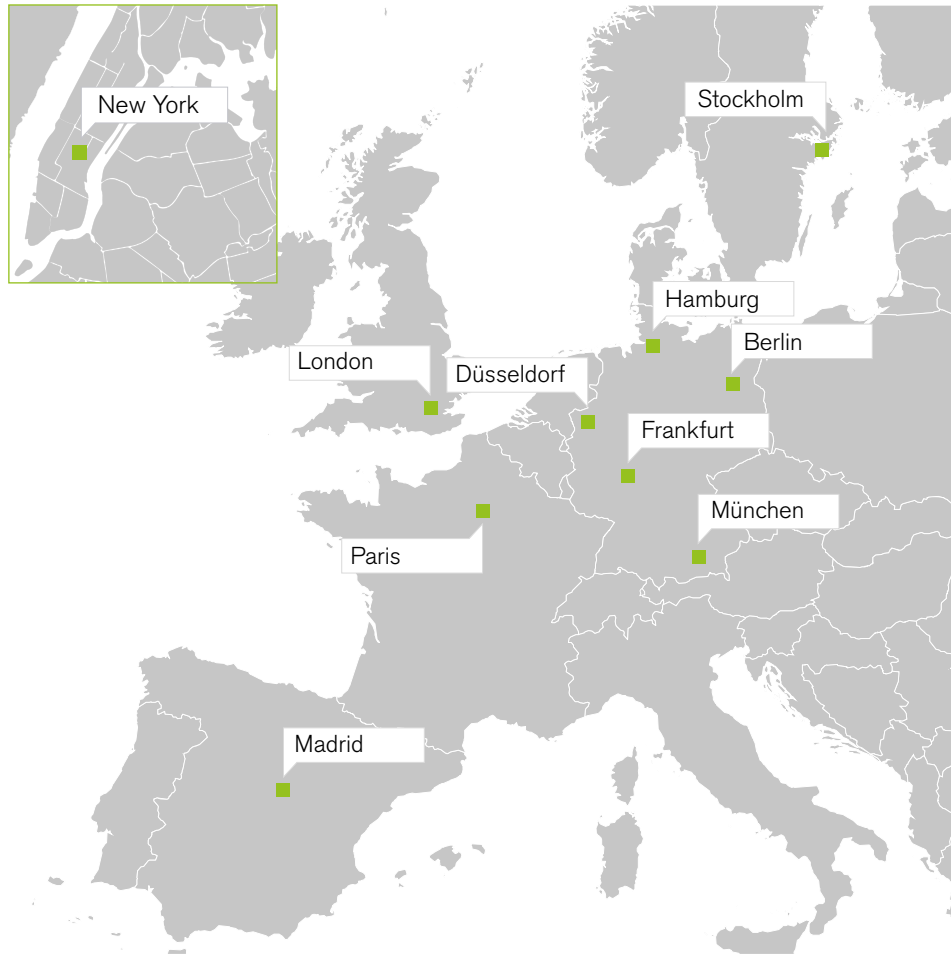 New York
Stockholm
Hamburg
Berlin
London
Düsseldorf
Frankfurt
München
Paris
Madrid